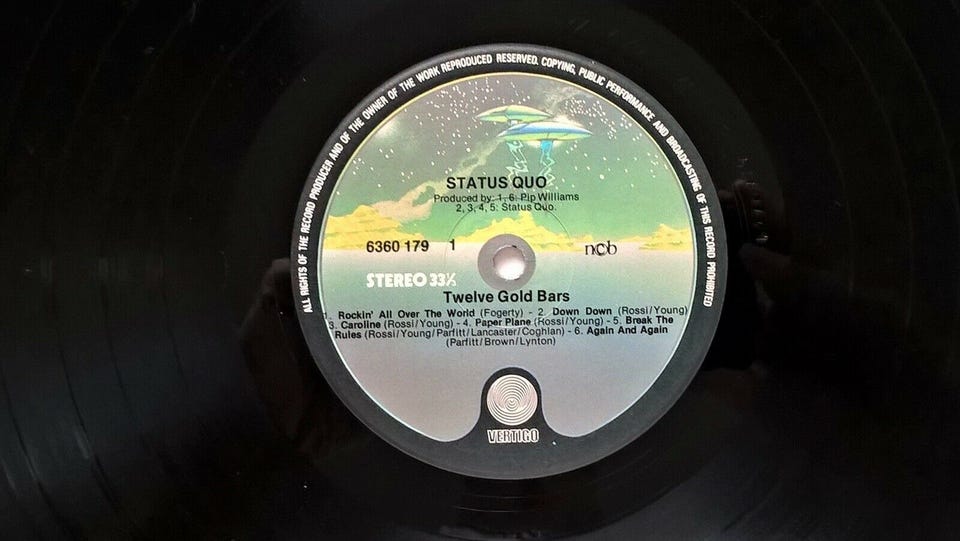 ALL RIGHTS OF THE RECORD PRODUCER AND OF THE OWNER OF THE WORK REPRODUCED RESERVED. COPYING, PUBLIC PERFORMANCE AND BROADCASTING OF THIS RECORD PROHIBITED
STATUS QUO
Produced by: 1, 6: Pip Williams
2, 3, 4, 5: Status Quo.
6360 179 1 ncb
STEREO 33⅓
Twelve Gold Bars
1. Rockin' All Over The World (Fogerty) - 2. Down Down (Rossi/Young)
3. Caroline (Rossi/Young) - 4. Paper Plane (Rossi/Young) - 5. Break The
Rules (Rossi/Young/Parfitt/Lancaster/Coghlan) - 6. Again And Again
(Parfitt/Brown/Lynton)
VERTIGO